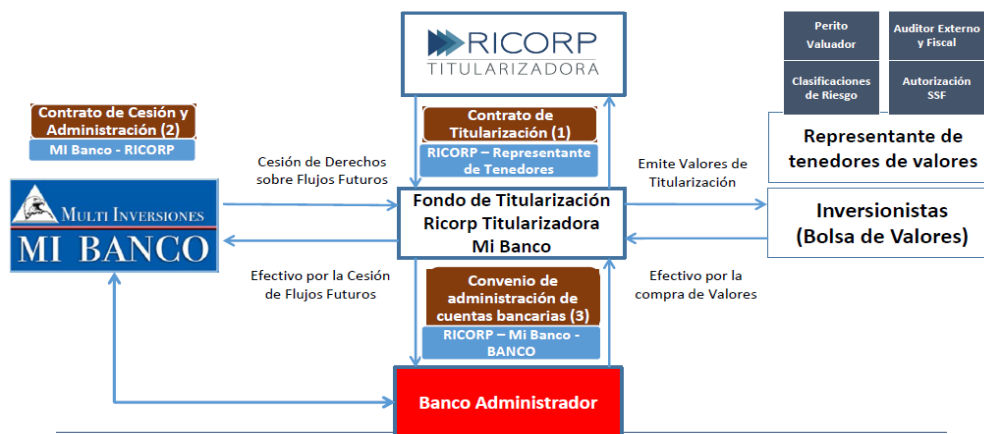 RICORP
TITULARIZADORA
Perito
Valuador
Auditor Externo
y Fiscal
Clasificaciones
de Riesgo
Autorización
SSF
Contrato de Cesión y
Administración (2)
MI Banco - RICORP
Contrato de
Titularización (1)
RICORP – Representante
de Tenedores
Representante de
tenedores de valores
Cesión de Derechos
sobre Flujos Futuros
Emite Valores de
Titularización
MULTI INVERSIONES
MI BANCO
Fondo de Titularización
Ricorp Titularizadora
Mi Banco
Inversionistas
(Bolsa de Valores)
Efectivo por la Cesión
de Flujos Futuros
Convenio de
administración de
cuentas bancarias (3)
RICORP – Mi Banco -
BANCO
Efectivo por la
compra de Valores
Banco Administrador